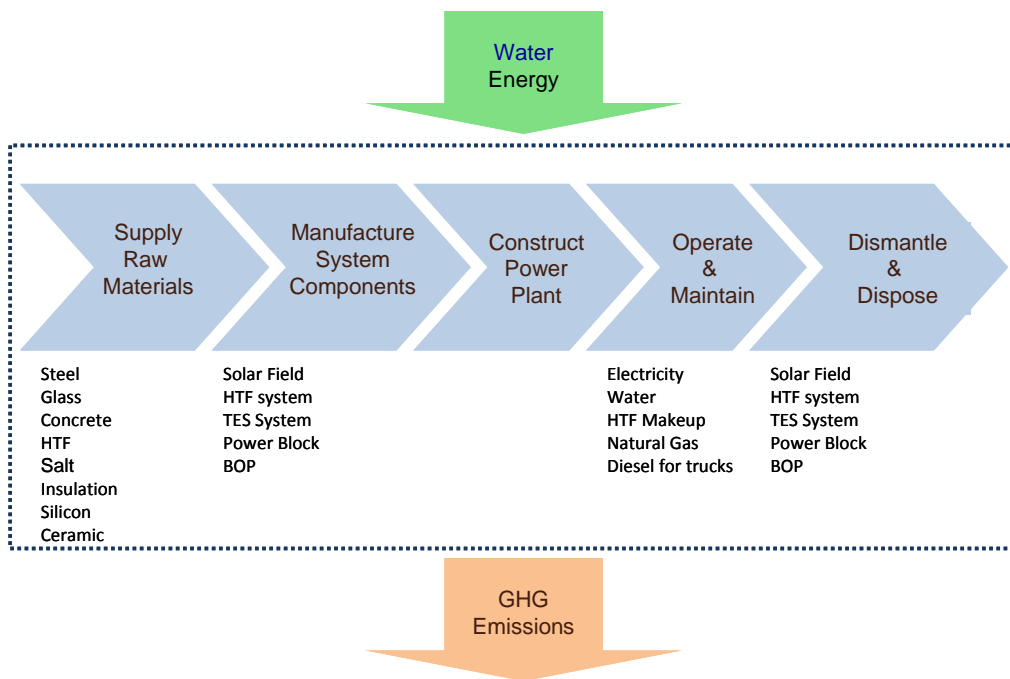 Water
Energy
Supply
Raw
Materials
Manufacture
System
Components
Construct
Power
Plant
Operate
&
Maintain
Dismantle
&
Dispose
Steel
Glass
Concrete
HTF
Salt
Insulation
Silicon
Ceramic
Solar Field
HTF system
TES System
Power Block
BOP
Electricity
Water
HTF Makeup
Natural Gas
Diesel for trucks
Solar Field
HTF system
TES System
Power Block
BOP
GHG
Emissions